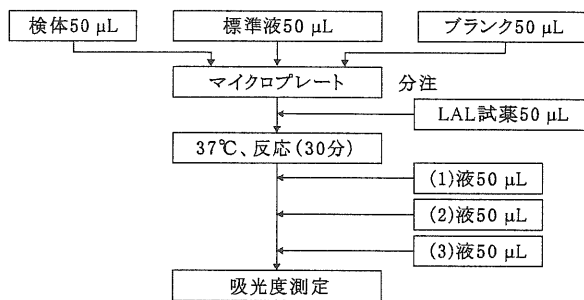 検体50 μL
標準液50 μL
ブランク50 μL
マイクロプレート
分注
LAL試薬50 μL
37℃、反応(30分)
(1)液50 μL
(2)液50 μL
(3)液50 μL
吸光度測定